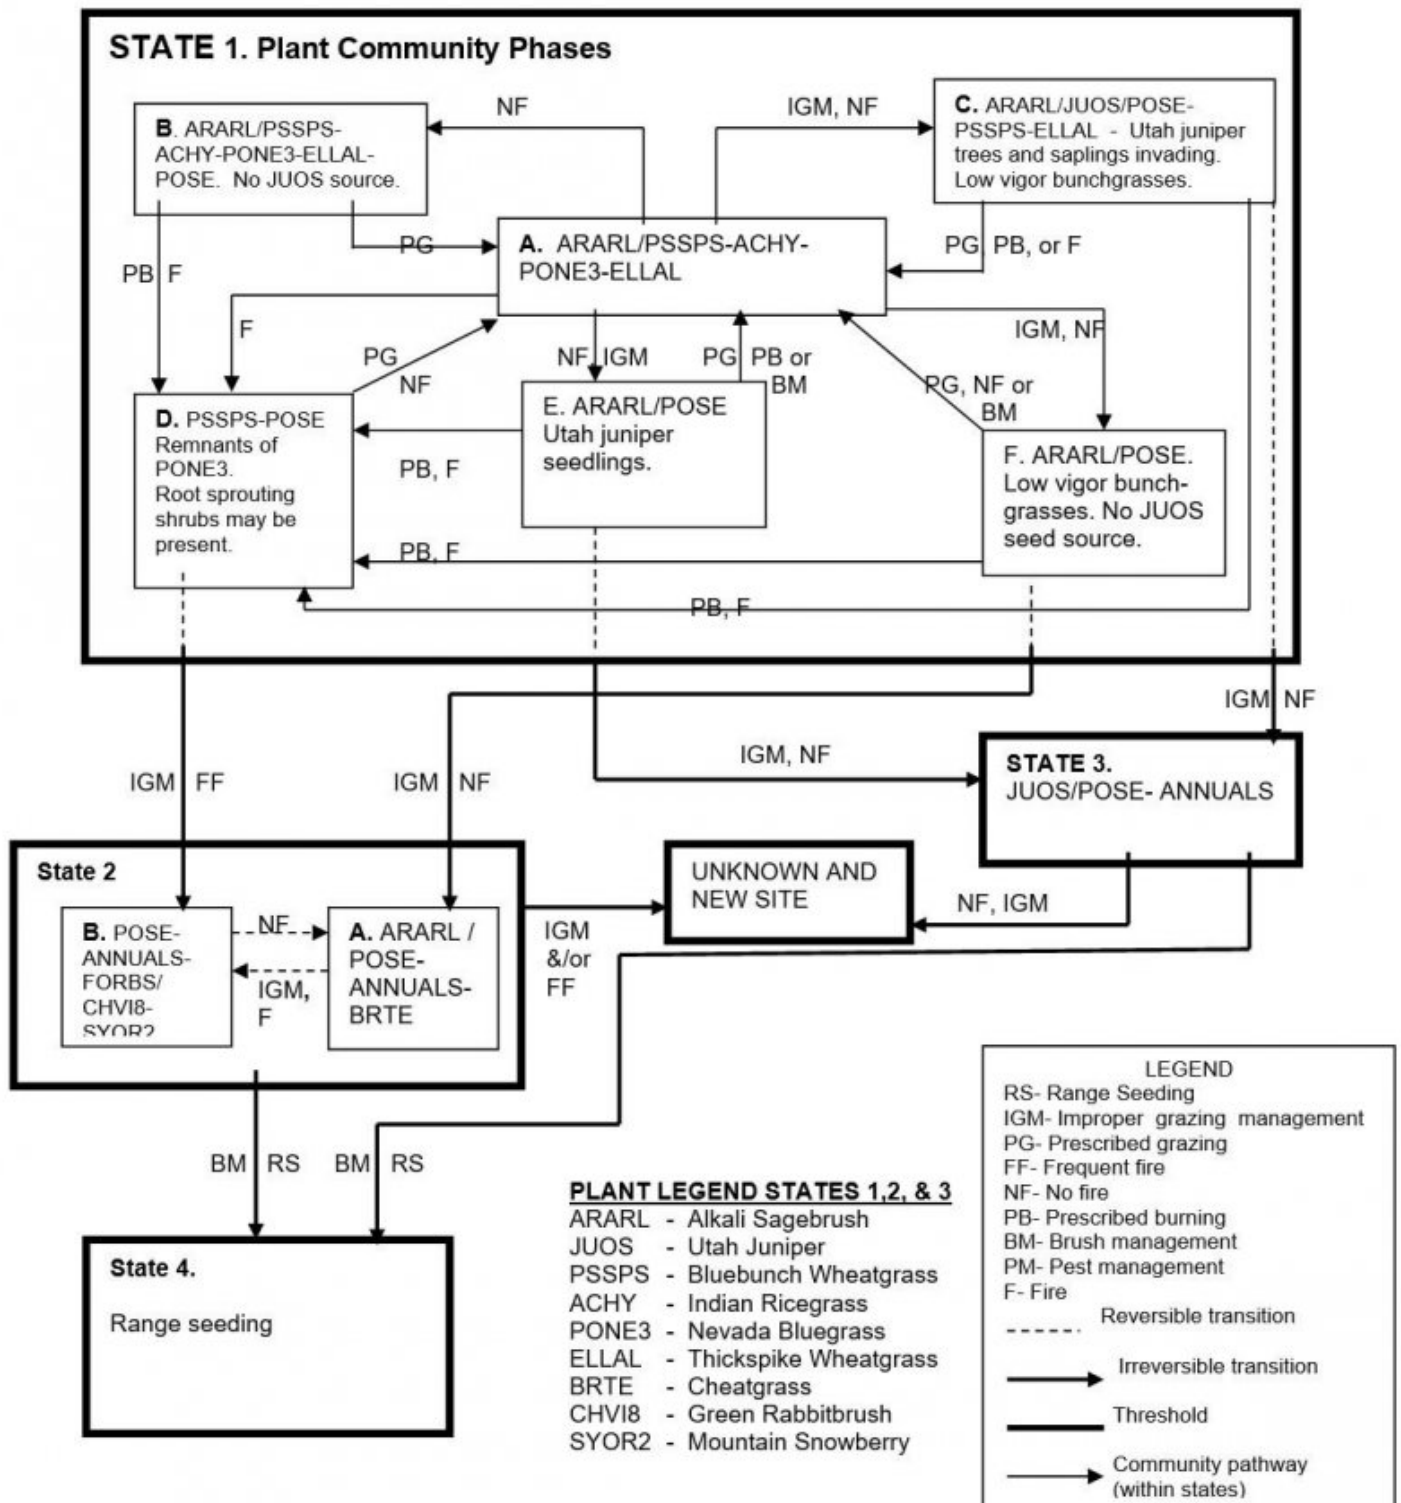 STATE 1. Plant Community Phases
NF
IGM, NF
B. ARARL/PSSPS-
ACHY-PONE3-ELLAL-
POSE. No JUOS source.
C. ARARL/JUOS/POSE-
PSSPS-ELLAL - Utah juniper
trees and saplings invading.
Low vigor bunchgrasses.
PG
A. ARARL/PSSPS-ACHY-
PONE3-ELLAL
PG, PB, or F
PB F
F
IGM, NF
PG
NF
NF, IGM
PG PB or
BM
PG, NF or
BM
D. PSSPS-POSE
Remnants of
PONE3.
Root sprouting
shrubs may be
present.
E. ARARL/POSE
Utah juniper
seedlings.
F. ARARL/POSE.
Low vigor bunch-
grasses. No JUOS
seed source.
PB, F
PB, F
PB, F
IGM NF
IGM FF
IGM NF
IGM, NF
STATE 3.
JUOS/POSE- ANNUALS
State 2
B. POSE-
ANNUALS-
FORBS/
CHVI8-
SYOR2
NF
IGM,
F
A. ARARL /
POSE-
ANNUALS-
BRTE
IGM
&/or
FF
UNKNOWN AND
NEW SITE
NF, IGM
BM RS
BM RS
State 4.
Range seeding
PLANT LEGEND STATES 1,2, & 3
ARARL - Alkali Sagebrush
JUOS - Utah Juniper
PSSPS - Bluebunch Wheatgrass
ACHY - Indian Ricegrass
PONE3 - Nevada Bluegrass
ELLAL - Thickspike Wheatgrass
BRTE - Cheatgrass
CHVI8 - Green Rabbitbrush
SYOR2 - Mountain Snowberry
LEGEND
RS- Range Seeding
IGM- Improper grazing management
PG- Prescribed grazing
FF- Frequent fire
NF- No fire
PB- Prescribed burning
BM- Brush management
PM- Pest management
F- Fire
Reversible transition
Irreversible transition
Threshold
Community pathway
(within states)